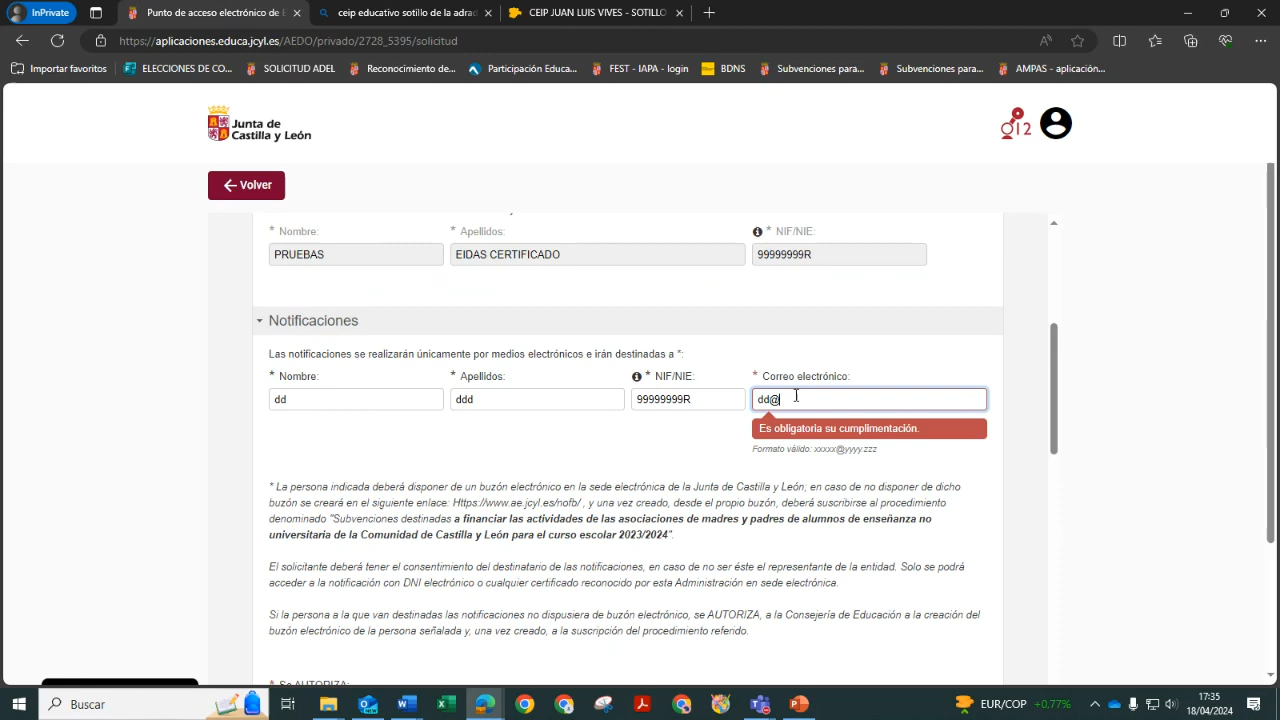 InPrivate
Punto de acceso electrónico de E
ceip educativo sotillo de la adrad
CEIP JUAN LUIS VIVES - SOTILLO
https://aplicaciones.educa.jcyl.es/AEDO/privado/2728_5395/solicitud
Importar favoritos
ELECCIONES DE CO...
SOLICITUD ADEL
Reconocimiento de...
Participación Educa...
FEST - IAPA - login
BDNS
Subvenciones para...
Subvenciones para...
AMPAS - aplicación...
Junta de
Castilla y León
012
Volver
* Nombre:
* Apellidos:
* NIF/NIE:
PRUEBAS
EIDAS CERTIFICADO
99999999R
Notificaciones
Las notificaciones se realizarán únicamente por medios electrónicos e irán destinadas a *:
* Nombre:
* Apellidos:
* NIF/NIE:
* Correo electrónico:
dd
ddd
99999999R
dd@
Es obligatoria su cumplimentación.
Formato válido: xxxxx@yyyy.zzz
* La persona indicada deberá disponer de un buzón electrónico en la sede electrónica de la Junta de Castilla y León; en caso de no disponer de dicho
buzón se creará en el siguiente enlace: Https://www.ae.jcyl.es/nofb/ , y una vez creado, desde el propio buzón, deberá suscribirse al procedimiento
denominado "Subvenciones destinadas a financiar las actividades de las asociaciones de madres y padres de alumnos de enseñanza no
universitaria de la Comunidad de Castilla y León para el curso escolar 2023/2024".
El solicitante deberá tener el consentimiento del destinatario de las notificaciones, en caso de no ser éste el representante de la entidad. Solo se podrá
acceder a la notificación con DNI electrónico o cualquier certificado reconocido por esta Administración en sede electrónica.
Si la persona a la que van destinadas las notificaciones no dispusiera de buzón electrónico, se AUTORIZA, a la Consejería de Educación a la creación del
buzón electrónico de la persona señalada y, una vez creado, a la suscripción del procedimiento referido.
* Se AUTORIZA:
Buscar
EUR/COP +0,77%
17:35
18/04/2024